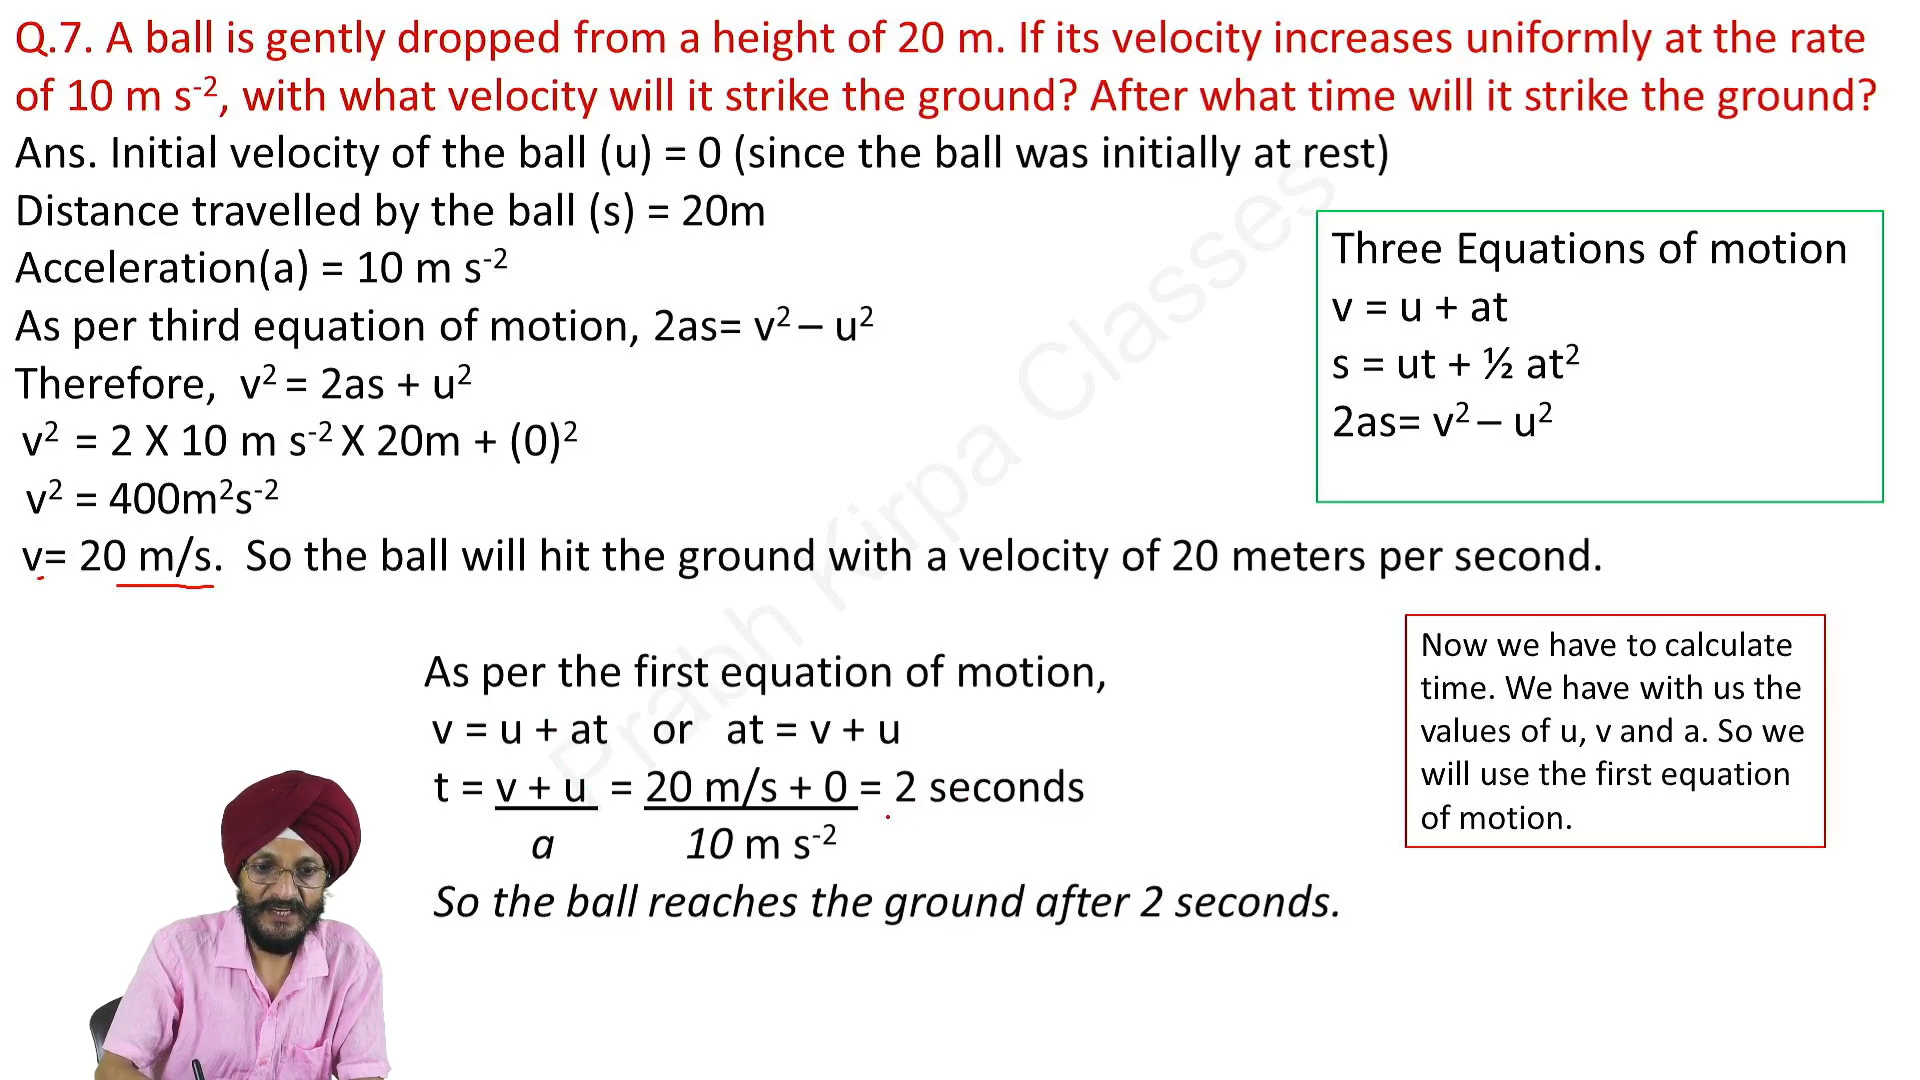 Q.7. A ball is gently dropped from a height of 20 m. If its velocity increases uniformly at the rate
of 10 m s⁻², with what velocity will it strike the ground? After what time will it strike the ground?
Ans. Initial velocity of the ball (u) = 0 (since the ball was initially at rest)
Distance travelled by the ball (s) = 20m
Acceleration(a) = 10 m s⁻²
As per third equation of motion, 2as= v² – u²
Therefore, v² = 2as + u²
v² = 2 X 10 m s⁻² X 20m + (0)²
v² = 400m²s⁻²
v= 20 m/s. So the ball will hit the ground with a velocity of 20 meters per second.
Three Equations of motion
v = u + at
s = ut + ½ at²
2as= v² – u²
As per the first equation of motion,
v = u + at or at = v + u
t = v + u = 20 m/s + 0 = 2 seconds
a 10 m s⁻²
So the ball reaches the ground after 2 seconds.
Now we have to calculate
time. We have with us the
values of u, v and a. So we
will use the first equation
of motion.
Prabh Kirpa Classes